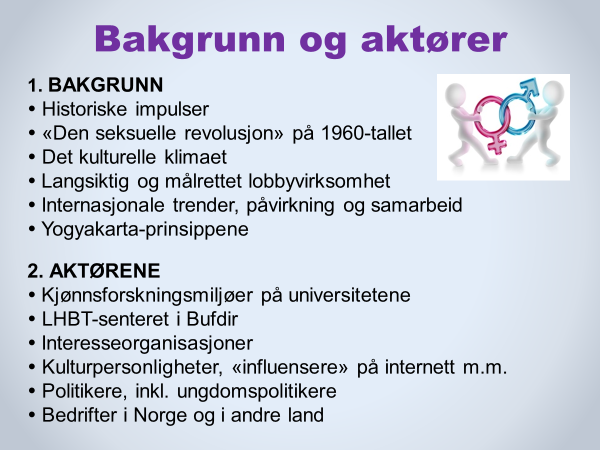 Bakgrunn og aktører
1. BAKGRUNN
• Historiske impulser
• «Den seksuelle revolusjon» på 1960-tallet
• Det kulturelle klimaet
• Langsiktig og målrettet lobbyvirksomhet
• Internasjonale trender, påvirkning og samarbeid
• Yogyakarta-prinsippene
2. AKTØRENE
• Kjønnsforskningsmiljøer på universitetene
• LHBT-senteret i Bufdir
• Interesseorganisasjoner
• Kulturpersonligheter, «influensere» på internett m.m.
• Politikere, inkl. ungdomspolitikere
• Bedrifter i Norge og i andre land